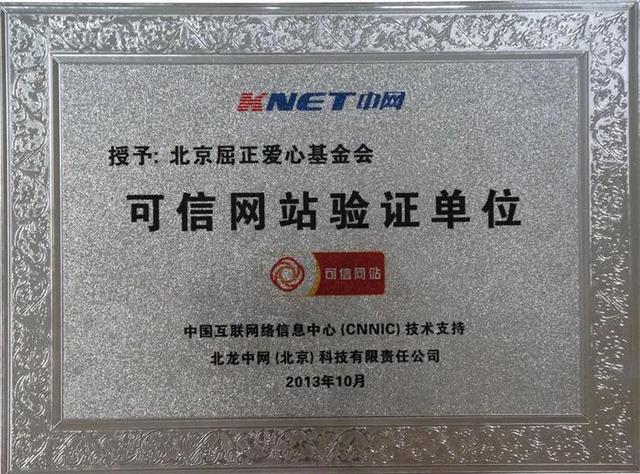 KNET中网
授予: 北京屈正爱心基金会
可信网站验证单位
可信网站
中国互联网络信息中心(CNNIC)技术支持
北龙中网(北京)科技有限责任公司
2013年10月